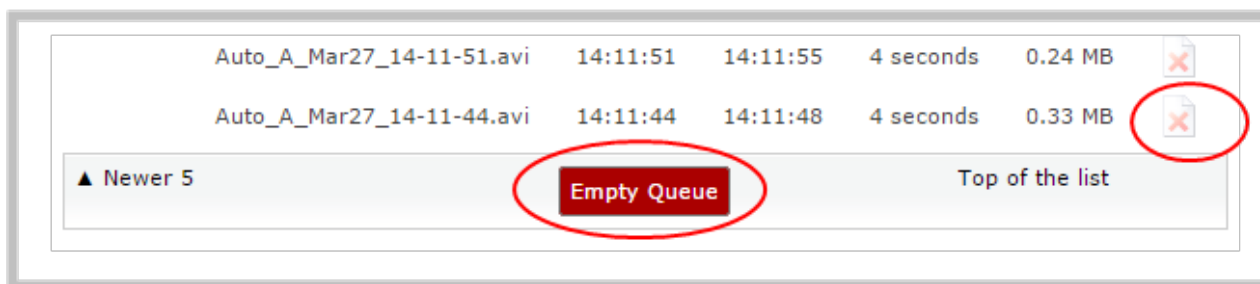 Auto_A_Mar27_14-11-51.avi 14:11:51 14:11:55 4 seconds 0.24 MB
Auto_A_Mar27_14-11-44.avi 14:11:44 14:11:48 4 seconds 0.33 MB
▲ Newer 5 Empty Queue Top of the list